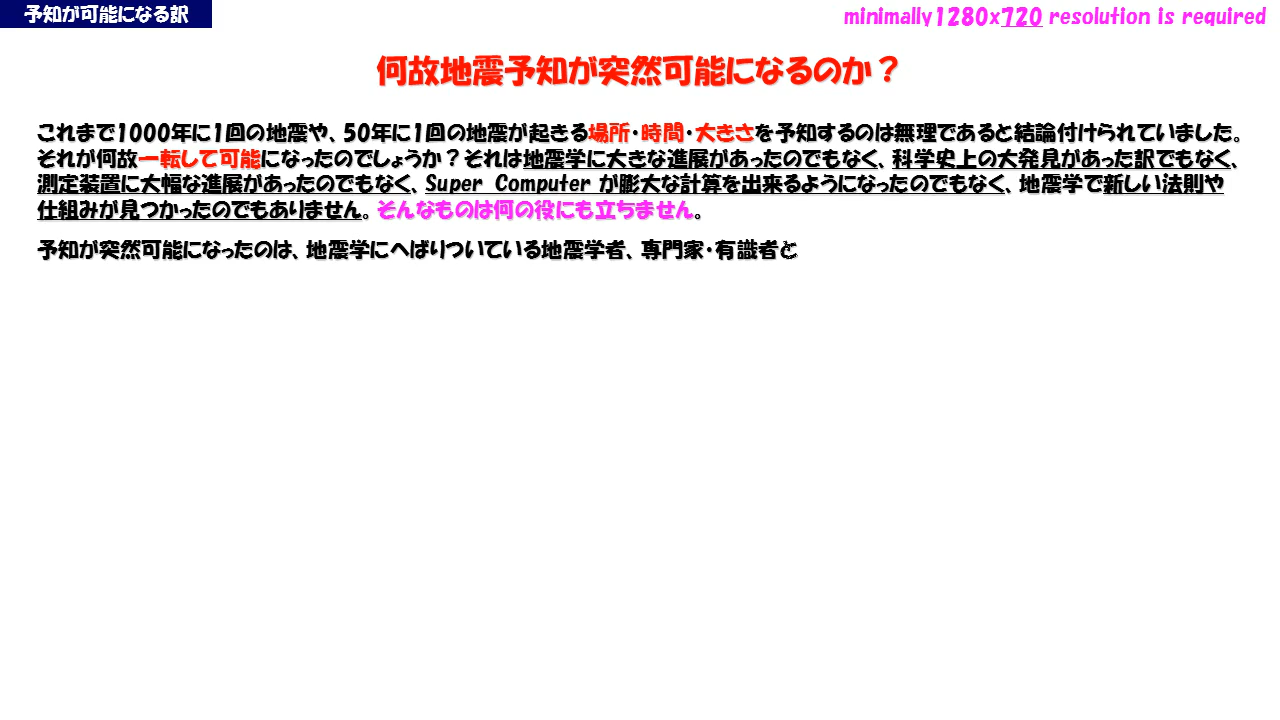 予知が可能になる訳
minimally 1280x720 resolution is required
何故地震予知が突然可能になるのか？
これまで1000年に1回の地震や、50年に1回の地震が起きる場所・時間・大きさを予知するのは無理であると結論付けられていました。
それが何故一転して可能になったのでしょうか？それは地震学に大きな進展があったのでもなく、科学史上の大発見があった訳でもなく、
測定装置に大幅な進展があったのでもなく、Super Computer が膨大な計算を出来るようになったのでもなく、地震学で新しい法則や
仕組みが見つかったのでもありません。そんなものは何の役にも立ちません。
予知が突然可能になったのは、地震学にへばりついている地震学者、専門家・有識者ど